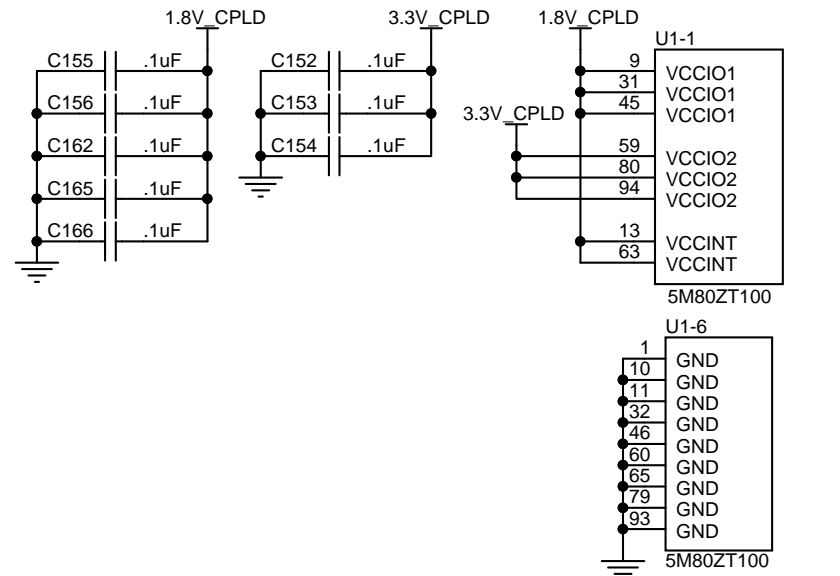 1.8V_CPLD
C155 .1uF
C156 .1uF
C162 .1uF
C165 .1uF
C166 .1uF
3.3V_CPLD
C152 .1uF
C153 .1uF
C154 .1uF
1.8V_CPLD
3.3V_CPLD
U1-1
9 VCCIO1
31 VCCIO1
45 VCCIO1
59 VCCIO2
80 VCCIO2
94 VCCIO2
13 VCCINT
63 VCCINT
5M80ZT100
U1-6
1 GND
10 GND
11 GND
32 GND
46 GND
60 GND
65 GND
79 GND
93 GND
5M80ZT100